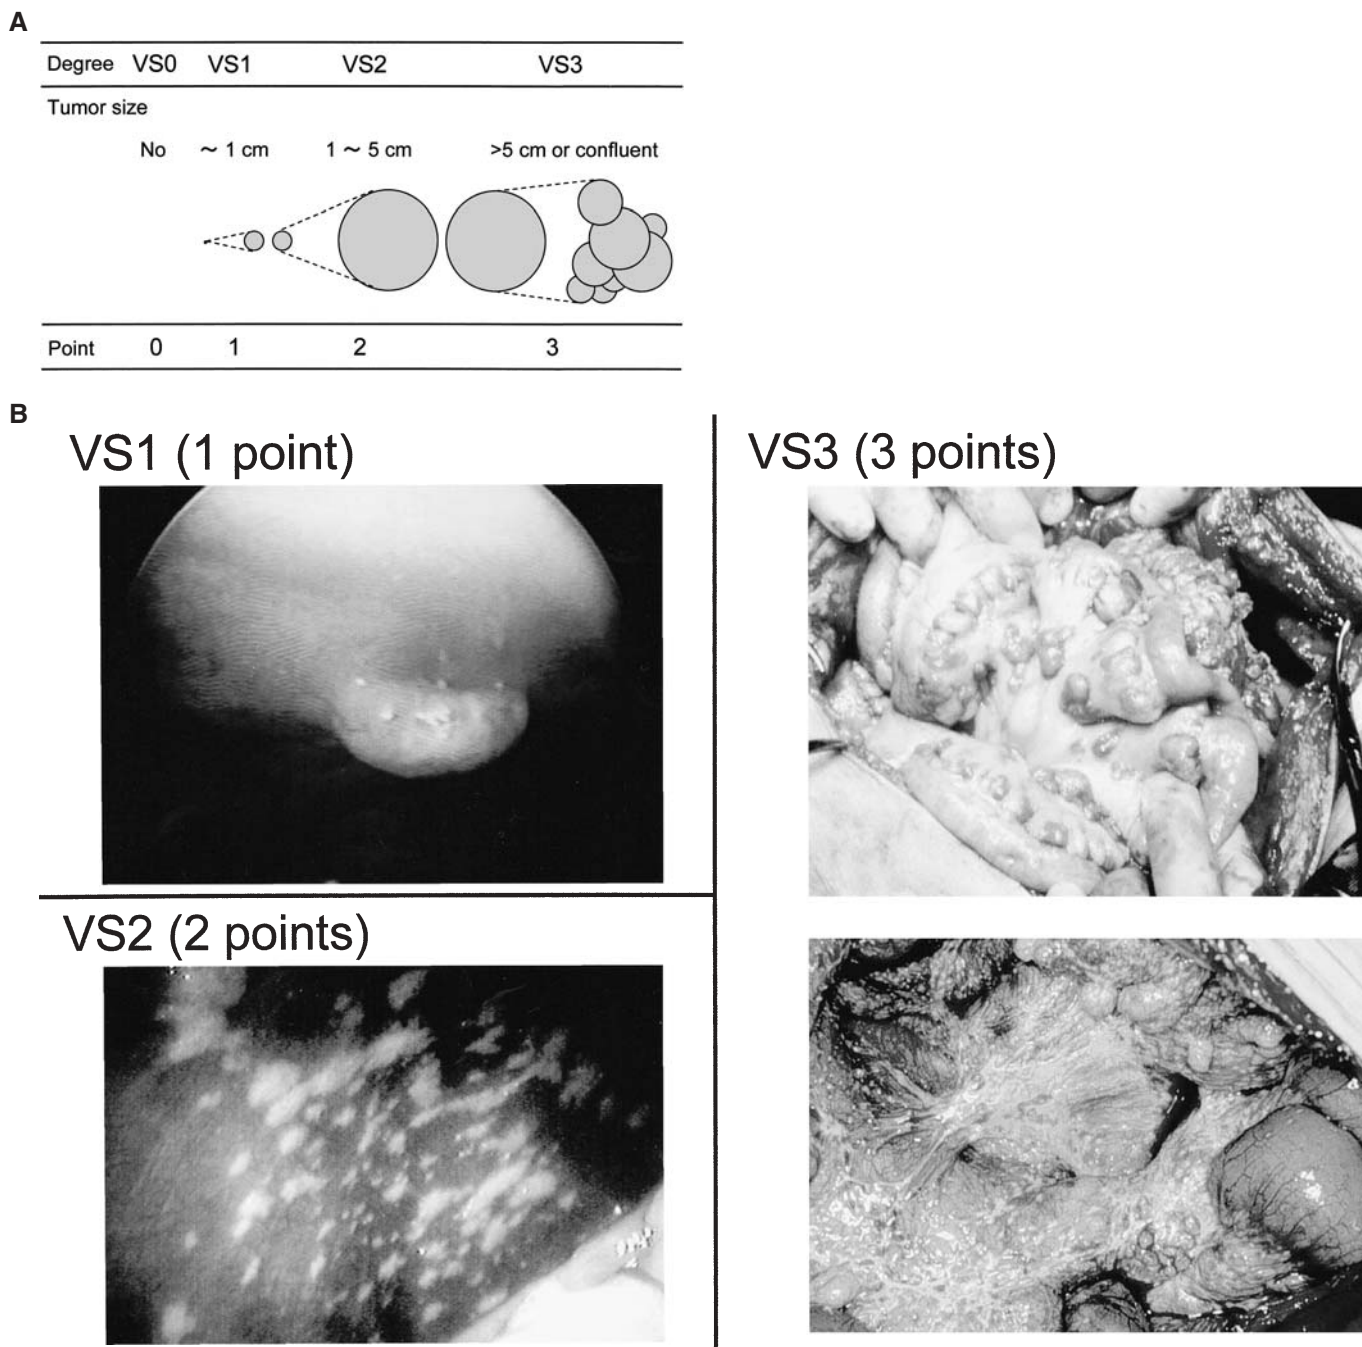 A
Degree VS0 VS1 VS2 VS3
Tumor size
No ～ 1 cm 1 ～ 5 cm >5 cm or confluent
Point 0 1 2 3
B
VS1 (1 point)
VS3 (3 points)
VS2 (2 points)